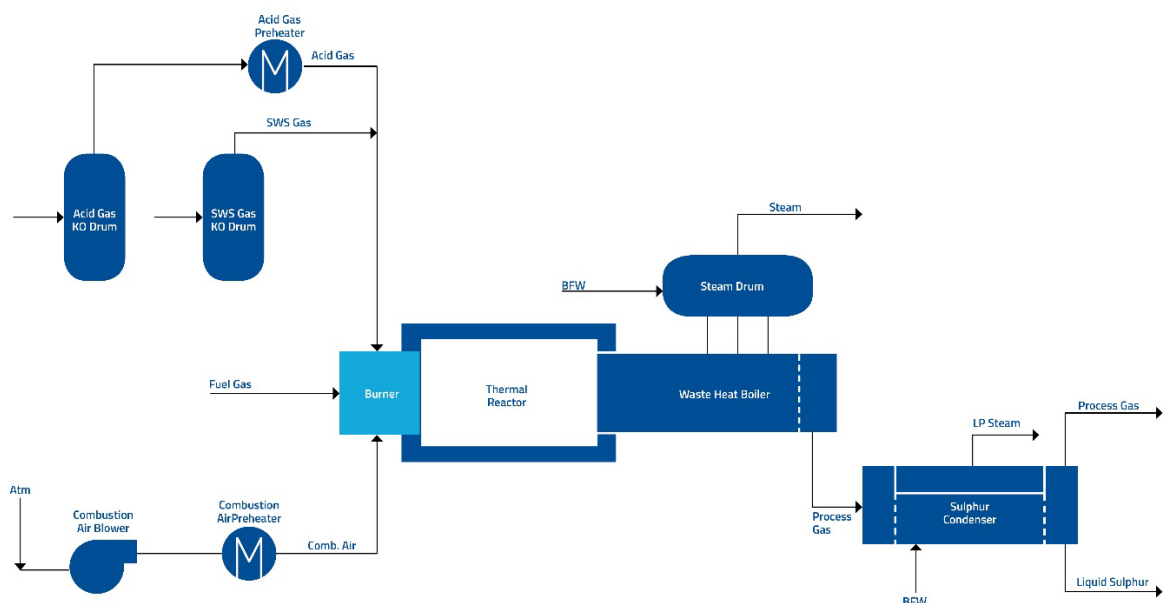 Acid Gas
Preheater
Acid Gas
SWS Gas
Acid Gas
KO Drum
SWS Gas
KO Drum
Steam
BFW
Steam Drum
Fuel Gas
Burner
Thermal
Reactor
Waste Heat Boiler
Process Gas
LP Steam
Atm
Combustion
Air Blower
Combustion
AirPreheater
Comb. Air
Process
Gas
Sulphur
Condenser
Liquid Sulphur
BFW